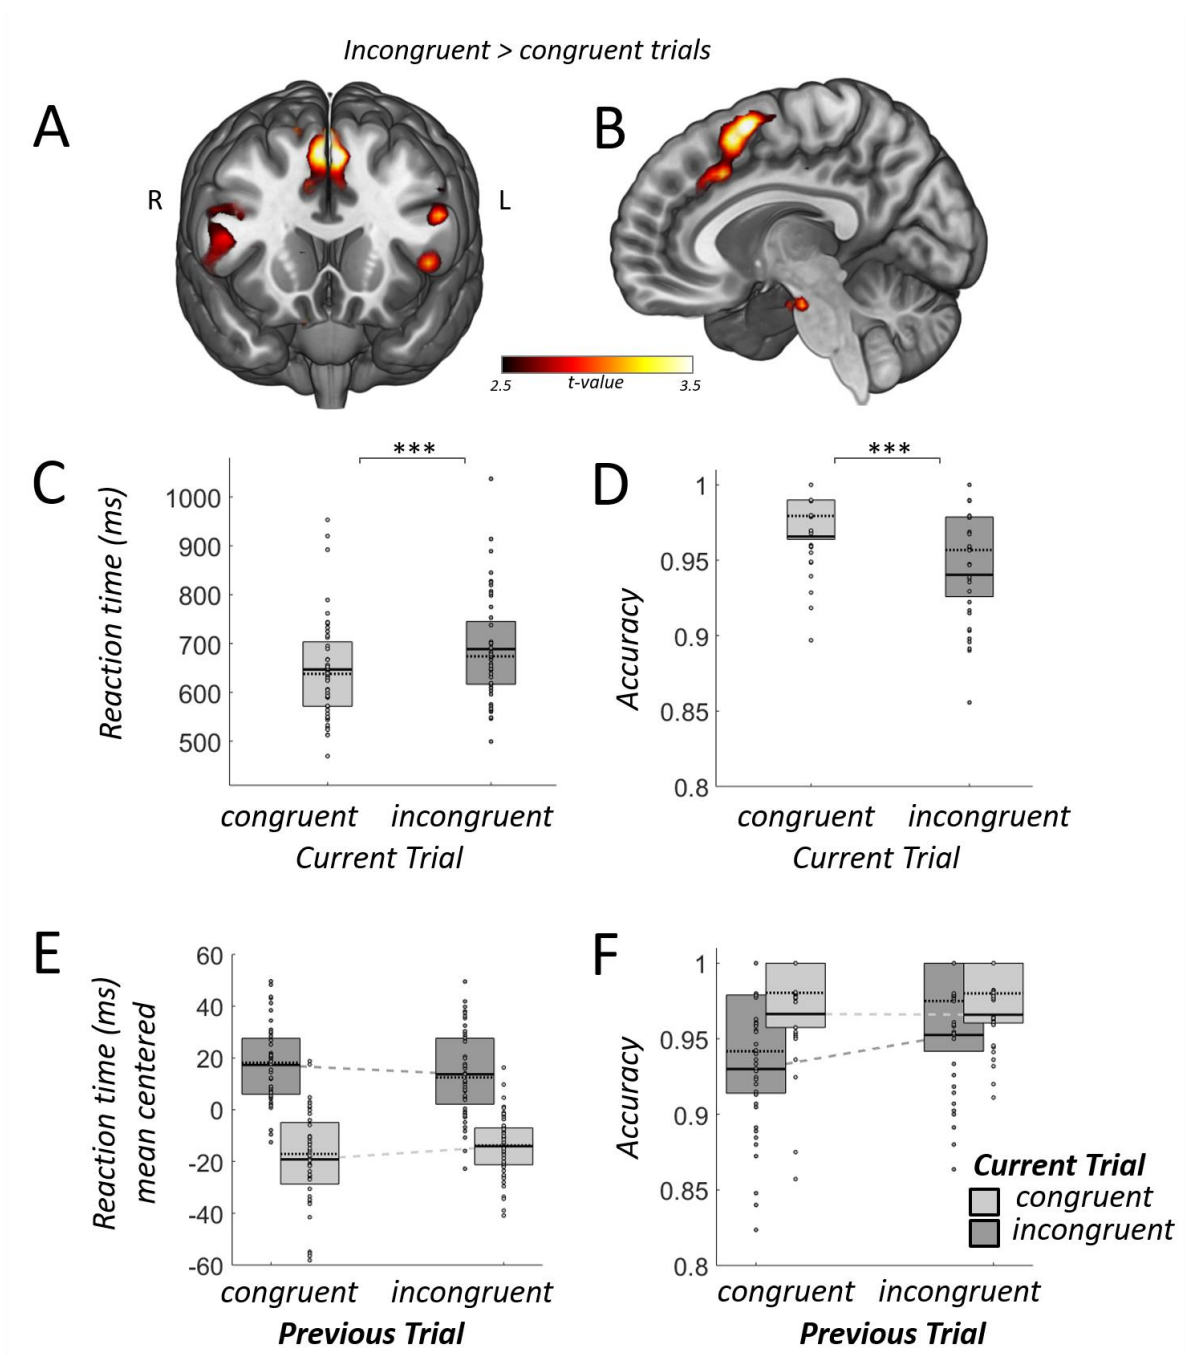 Incongruent > congruent trials
A
B
R
L
2.5
t-value
3.5
C
***
Reaction time (ms)
1000
900
800
700
600
500
congruent
incongruent
Current Trial
D
***
Accuracy
1
0.95
0.9
0.85
0.8
congruent
incongruent
Current Trial
E
Reaction time (ms)
mean centered
60
40
20
0
-20
-40
-60
congruent
incongruent
Previous Trial
F
Accuracy
1
0.95
0.9
0.85
0.8
Current Trial
congruent
incongruent
congruent
incongruent
Previous Trial